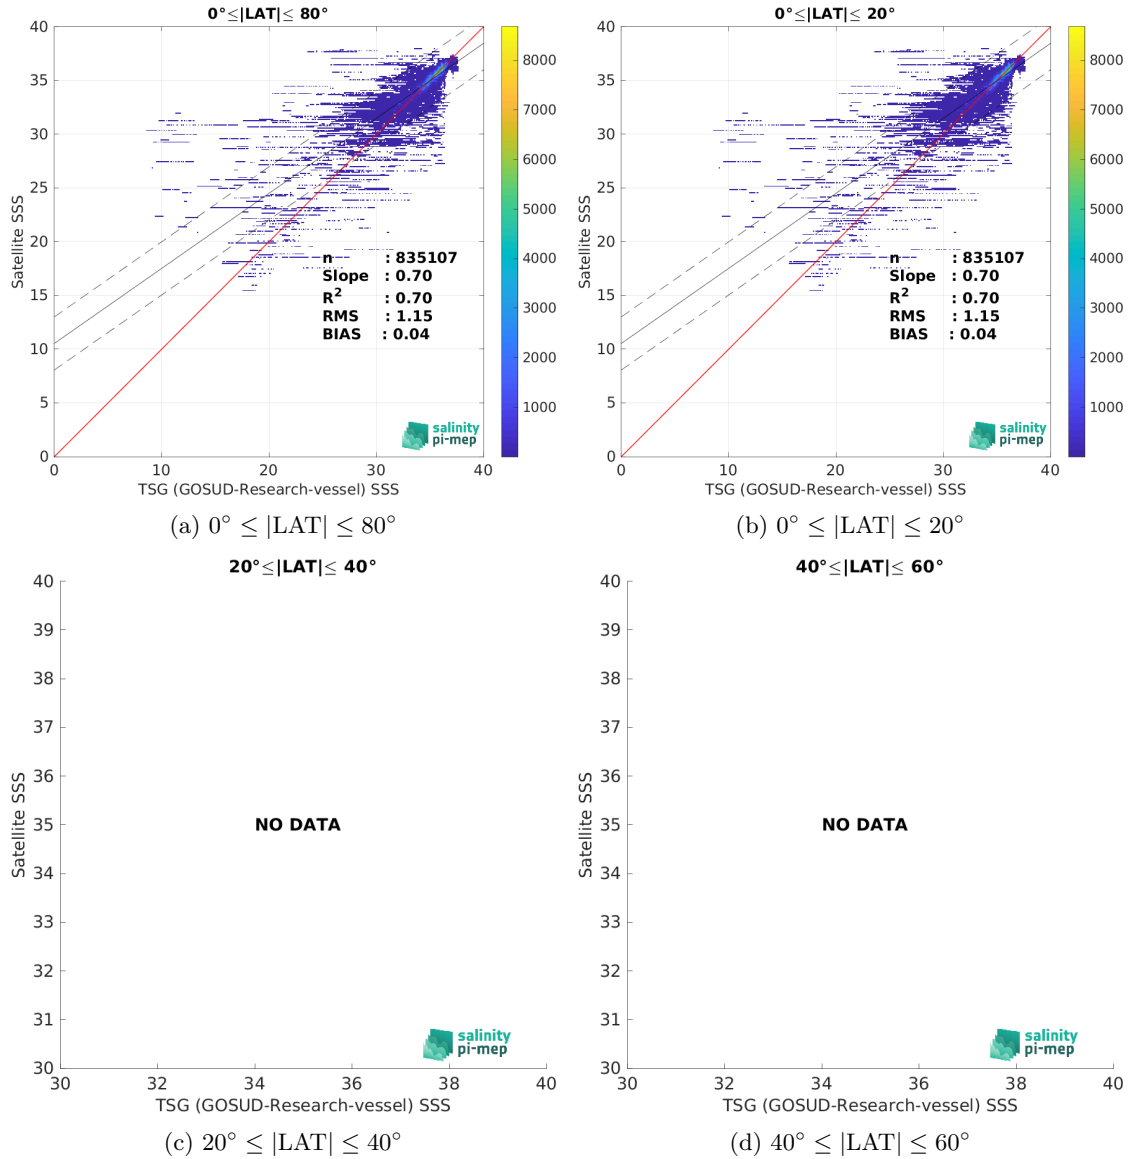 0°≤|LAT|≤ 80°
40
35
30
25
20
15
10
5
0
Satellite SSS
0
10
20
30
40
TSG (GOSUD-Research-vessel) SSS
n : 835107
Slope : 0.70
R² : 0.70
RMS : 1.15
BIAS : 0.04
salinity
pi-mep
8000
7000
6000
5000
4000
3000
2000
1000
(a) 0° ≤ |LAT| ≤ 80°
0°≤|LAT|≤ 20°
40
35
30
25
20
15
10
5
0
Satellite SSS
0
10
20
30
40
TSG (GOSUD-Research-vessel) SSS
n : 835107
Slope : 0.70
R² : 0.70
RMS : 1.15
BIAS : 0.04
salinity
pi-mep
8000
7000
6000
5000
4000
3000
2000
1000
(b) 0° ≤ |LAT| ≤ 20°
20°≤|LAT|≤ 40°
40
39
38
37
36
35
34
33
32
31
30
Satellite SSS
NO DATA
salinity
pi-mep
30
32
34
36
38
40
TSG (GOSUD-Research-vessel) SSS
(c) 20° ≤ |LAT| ≤ 40°
40°≤|LAT|≤ 60°
40
39
38
37
36
35
34
33
32
31
30
Satellite SSS
NO DATA
salinity
pi-mep
30
32
34
36
38
40
TSG (GOSUD-Research-vessel) SSS
(d) 40° ≤ |LAT| ≤ 60°